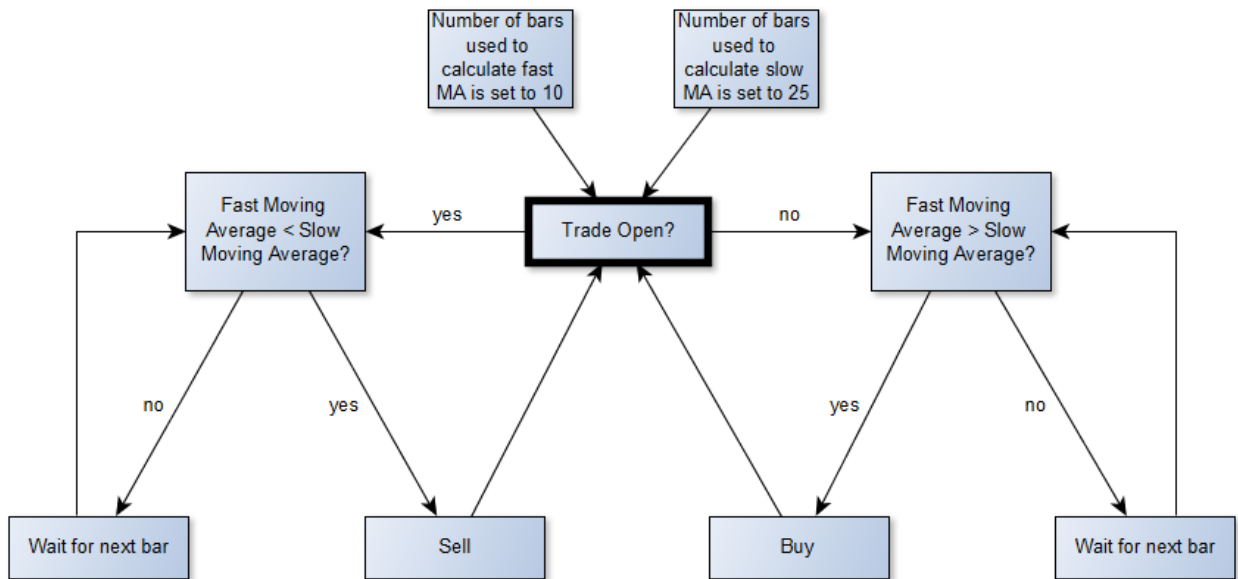 Number of bars
used to
calculate fast
MA is set to 10
Number of bars
used to
calculate slow
MA is set to 25
Fast Moving
Average < Slow
Moving Average?
yes
Trade Open?
no
Fast Moving
Average > Slow
Moving Average?
no
yes
yes
no
Wait for next bar
Sell
Buy
Wait for next bar